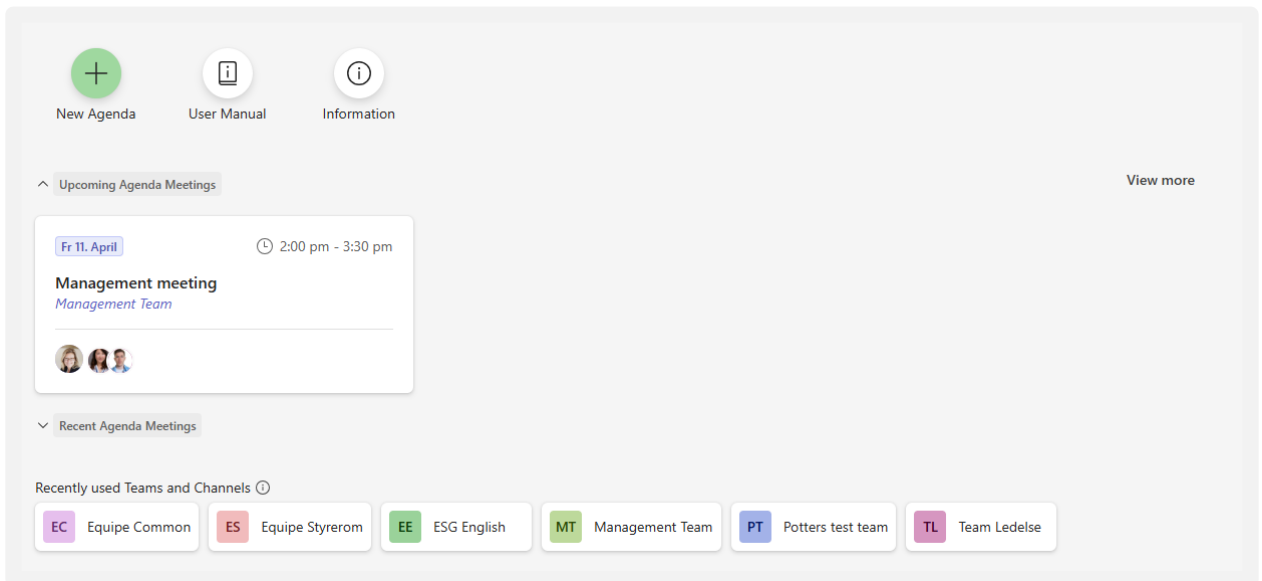 New Agenda
User Manual
Information
Upcoming Agenda Meetings
View more
Fr 11. April
2:00 pm - 3:30 pm
Management meeting
Management Team
Recent Agenda Meetings
Recently used Teams and Channels
EC Equipe Common
ES Equipe Styrerom
EE ESG English
MT Management Team
PT Potters test team
TL Team Ledelse